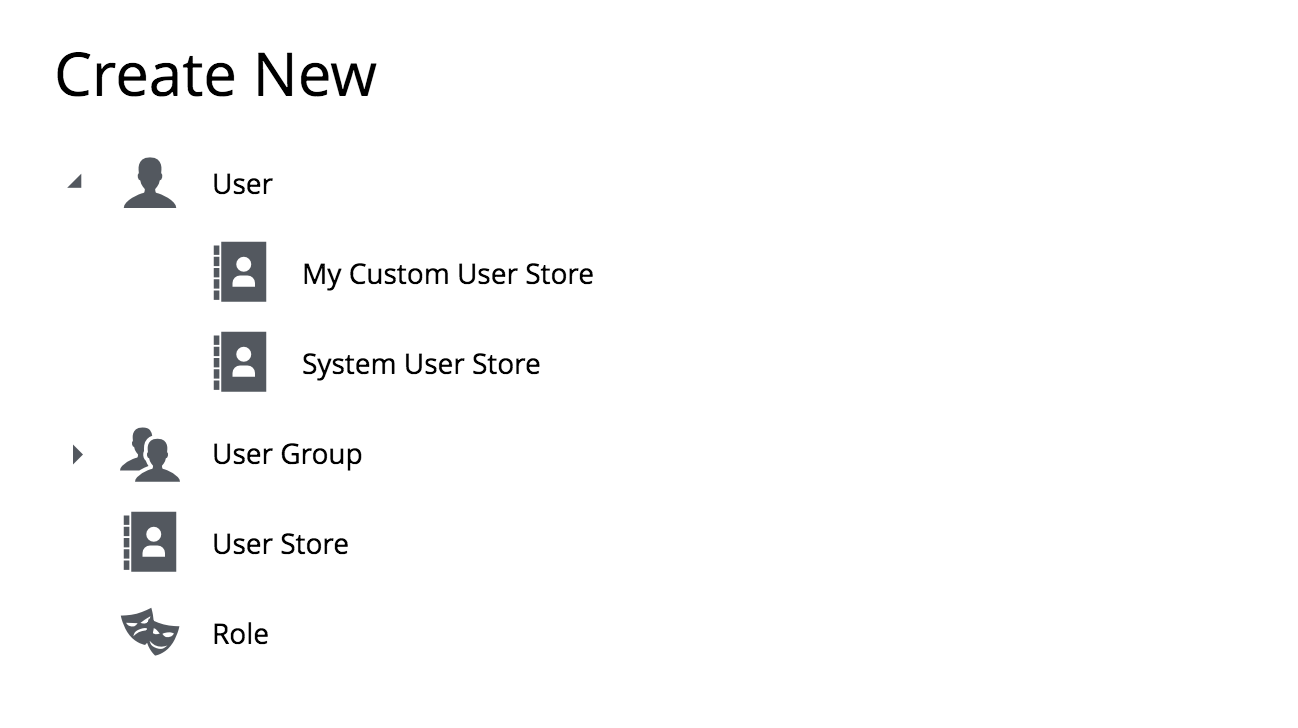 Create New
User
My Custom User Store
System User Store
User Group
User Store
Role